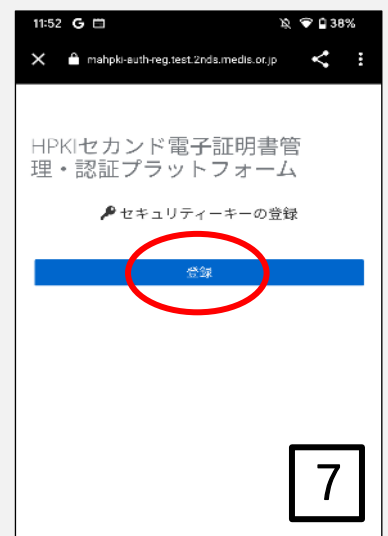 11:52 G 38%
mahpki-auth-reg.test.2nds.medis.or.jp
HPKIセカンド電子証明書管
理・認証プラットフォーム
セキュリティーキーの登録
登録
7